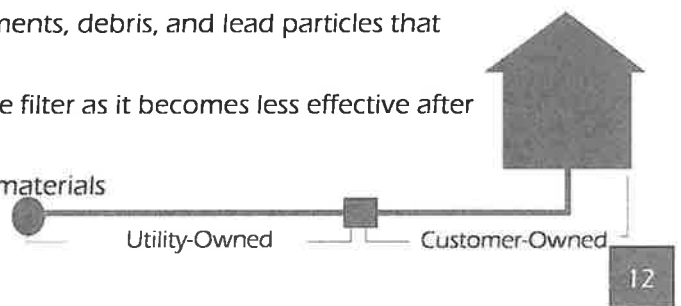 ments, debris, and lead particles that
e filter as it becomes less effective after
materials
Utility-Owned
Customer-Owned
12